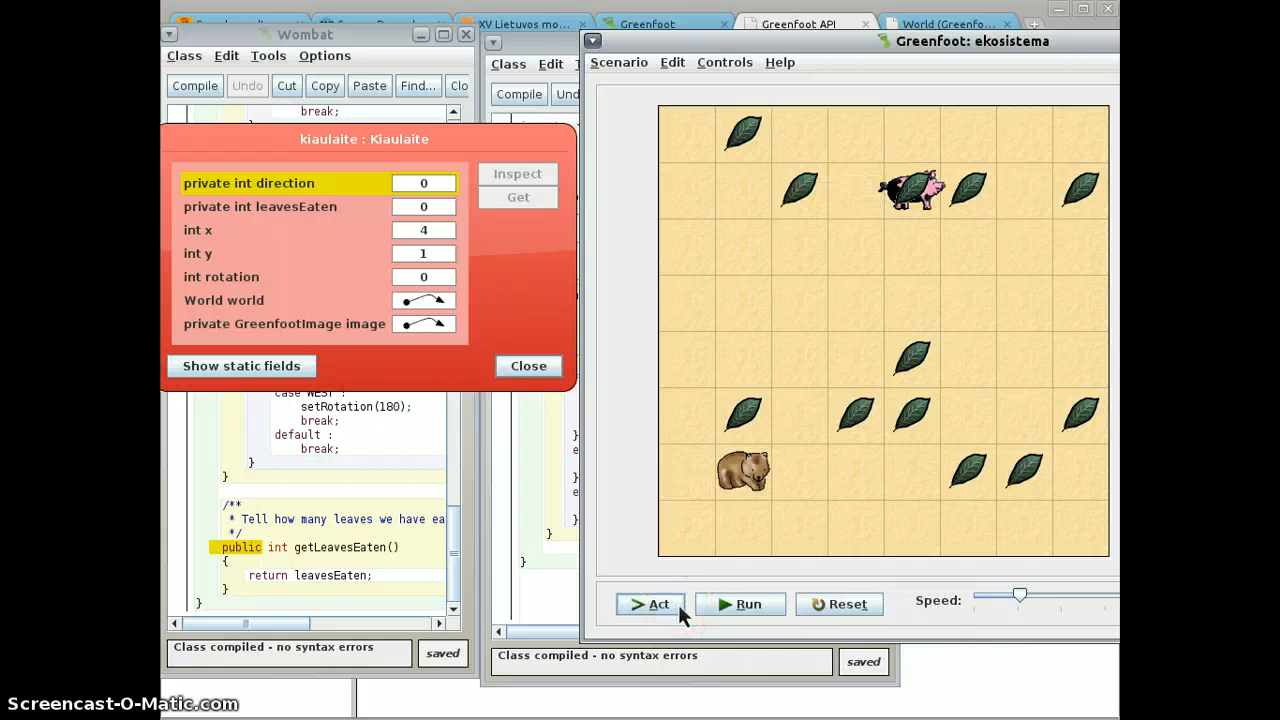 XV Lietuvos mo...
Greenfoot
Greenfoot API
World (Greenfo...
Wombat
Class Edit Tools Options
Compile Undo Cut Copy Paste Find... Clo
break;
kiaulaite : Kiaulaite
private int direction 0
private int leavesEaten 0
int x 4
int y 1
int rotation 0
World world
private GreenfootImage image
Inspect
Get
Show static fields
Close
case WEST :
setRotation(180);
break;
default :
break;
}
}
/**
* Tell how many leaves we have ea
*/
public int getLeavesEaten()
{
return leavesEaten;
}
}
Class compiled - no syntax errors
saved
Class Edit
Compile Und
}
e
}
e
}
}
}
Class compiled - no syntax errors
saved
Greenfoot: ekosistema
Scenario Edit Controls Help
> Act
Run
Reset
Speed:
Screencast-O-Matic.com